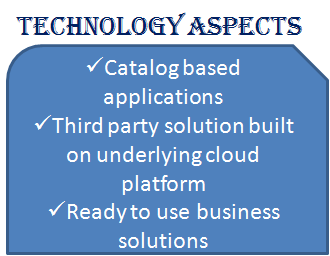 TECHNOLOGY ASPECTS
✓Catalog based
applications
✓Third party solution built
on underlying cloud
platform
✓Ready to use business
solutions